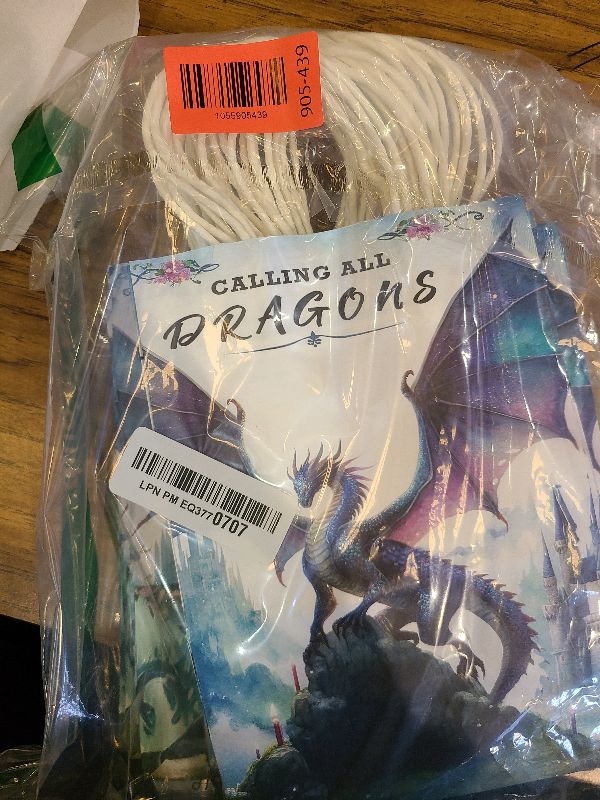 1055905439
905-439
CALLING ALL
DRAGONS
LPN PM EQ3770707